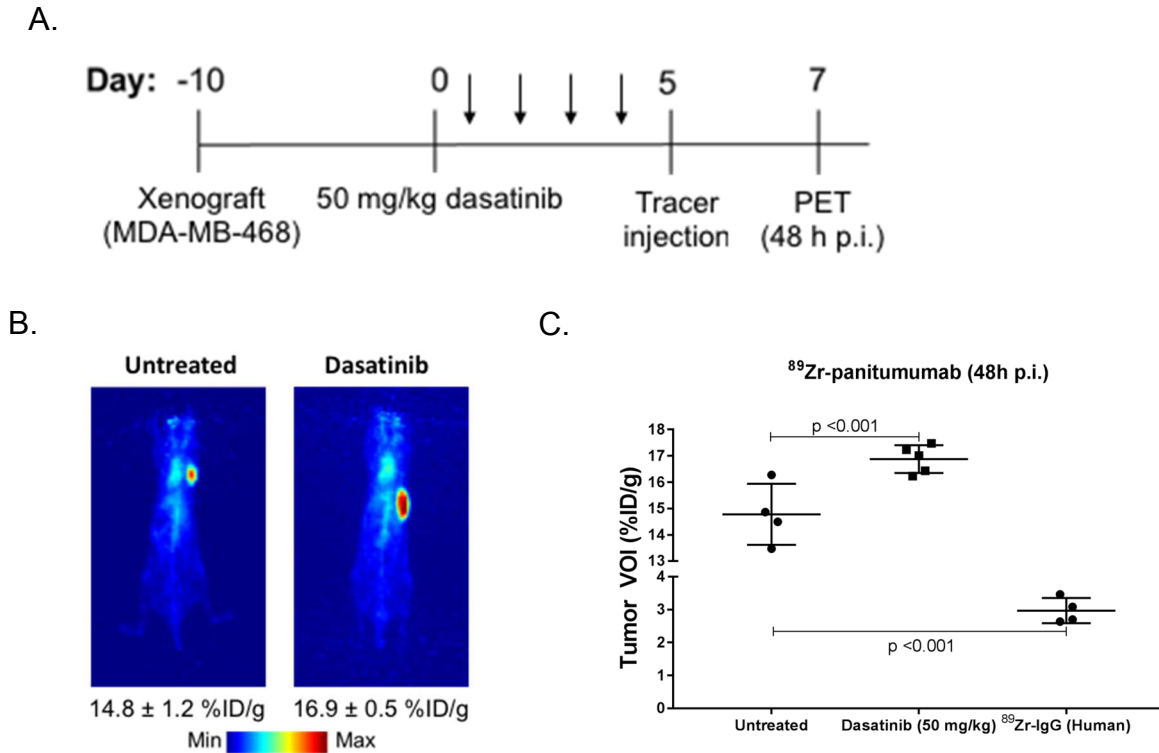 A.
Day: -10 0 5 7
Xenograft
(MDA-MB-468)
50 mg/kg dasatinib
Tracer
injection
PET
(48 h p.i.)
B.
Untreated Dasatinib
14.8 ± 1.2 %ID/g 16.9 ± 0.5 %ID/g
Min Max
C.
⁸⁹Zr-panitumumab (48h p.i.)
Tumor VOI (%ID/g)
18
17
16
15
14
13
4
3
2
1
0
p <0.001
p <0.001
Untreated Dasatinib (50 mg/kg) ⁸⁹Zr-IgG (Human)